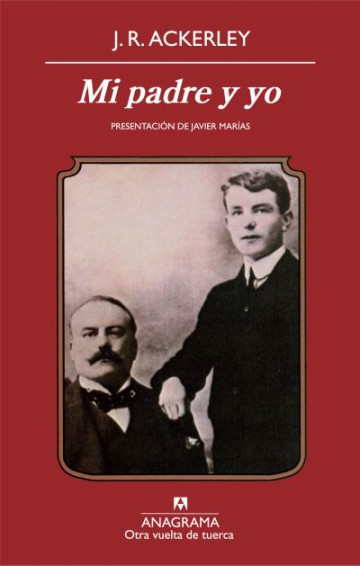 J. R. ACKERLEY
Mi padre y yo
PRESENTACIÓN DE JAVIER MARÍAS
ANAGRAMA
Otra vuelta de tuerca